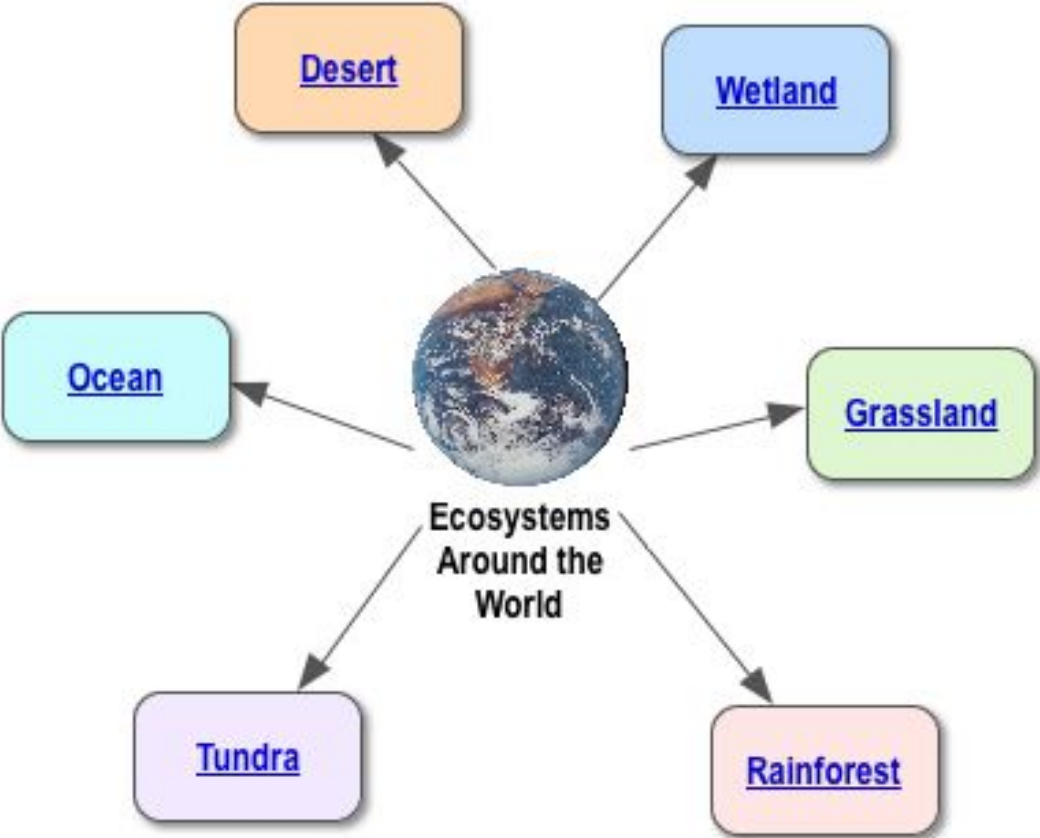 Desert
Wetland
Ocean
Grassland
Ecosystems
Around the
World
Tundra
Rainforest